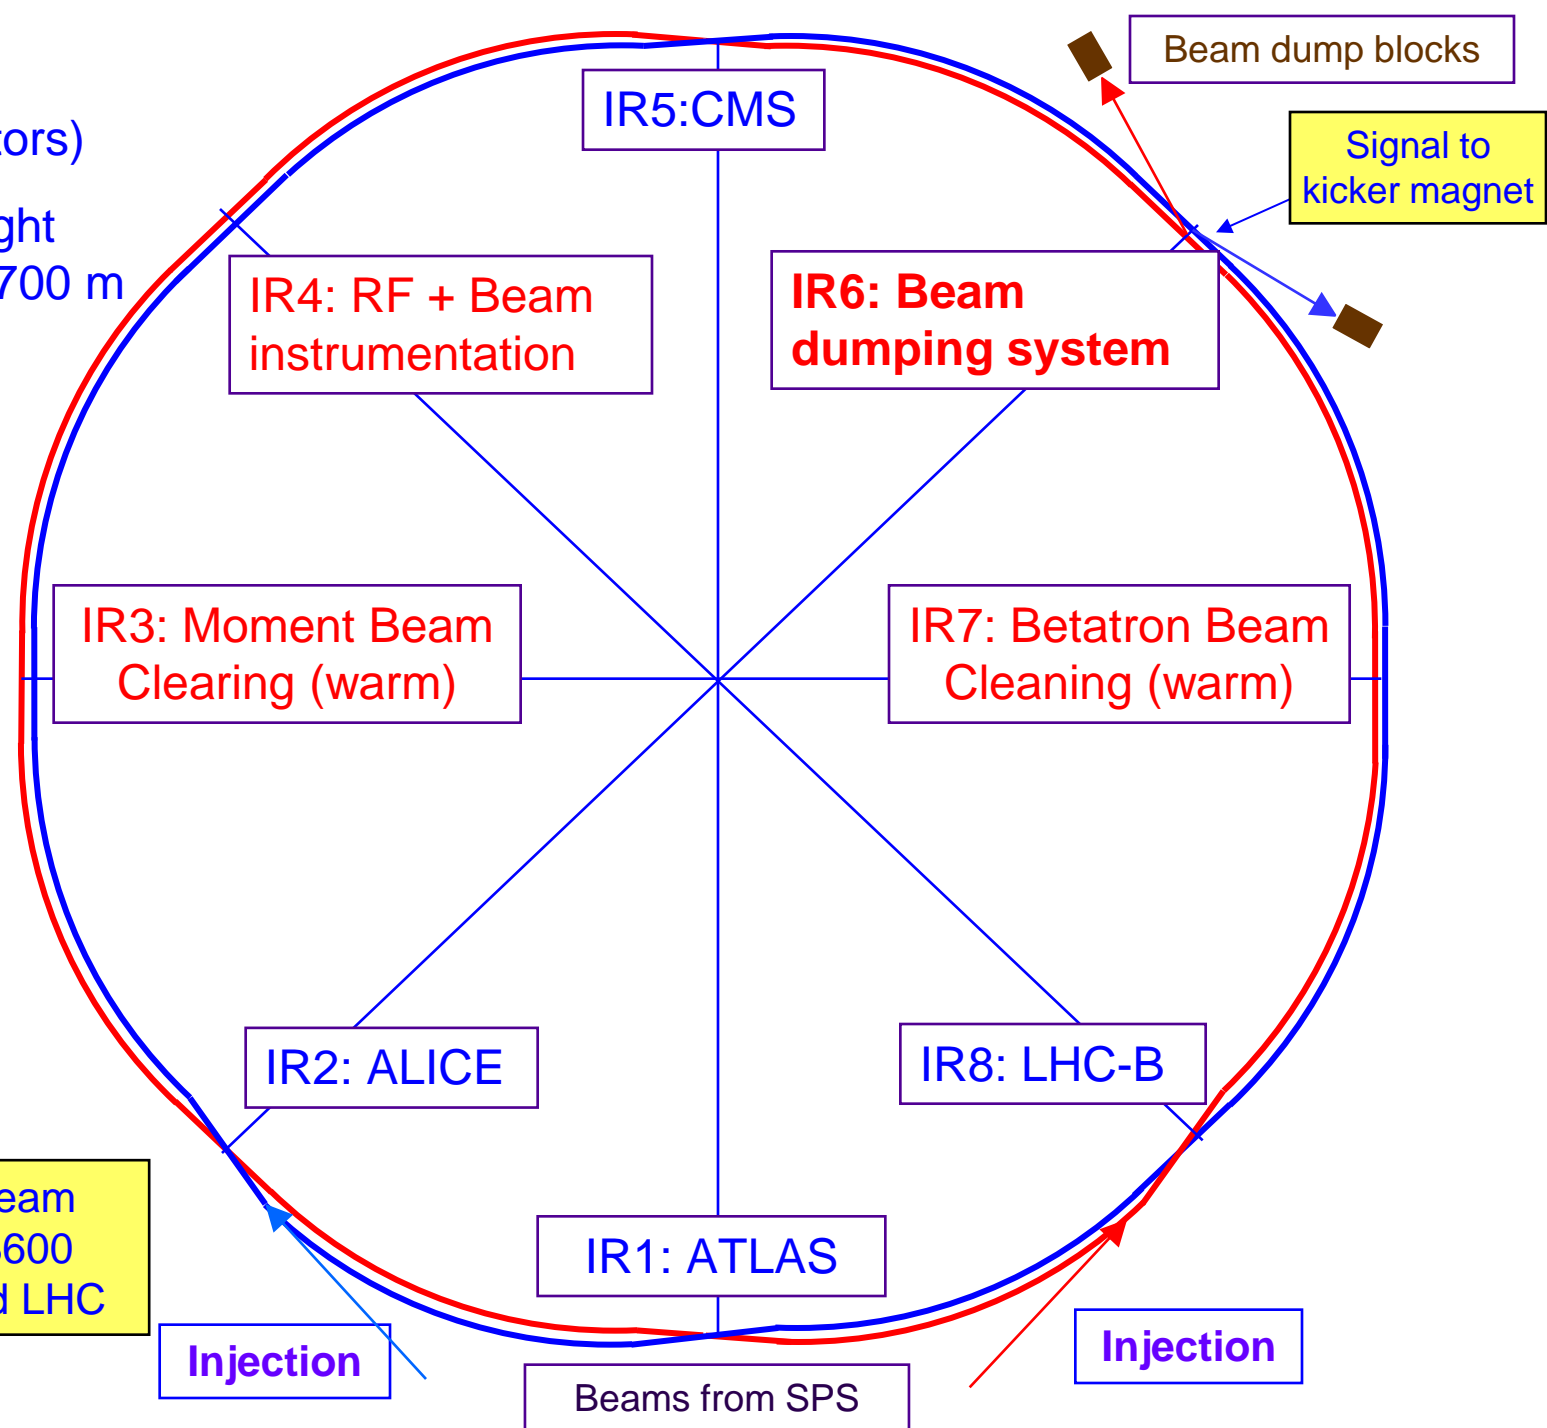 Beam dump blocks
IR5:CMS
tors)
Signal to
kicker magnet
ght
700 m
IR4: RF + Beam
instrumentation
IR6: Beam
dumping system
IR3: Moment Beam
Clearing (warm)
IR7: Betatron Beam
Cleaning (warm)
IR2: ALICE
IR8: LHC-B
eam
600
d LHC
IR1: ATLAS
Injection
Injection
Beams from SPS